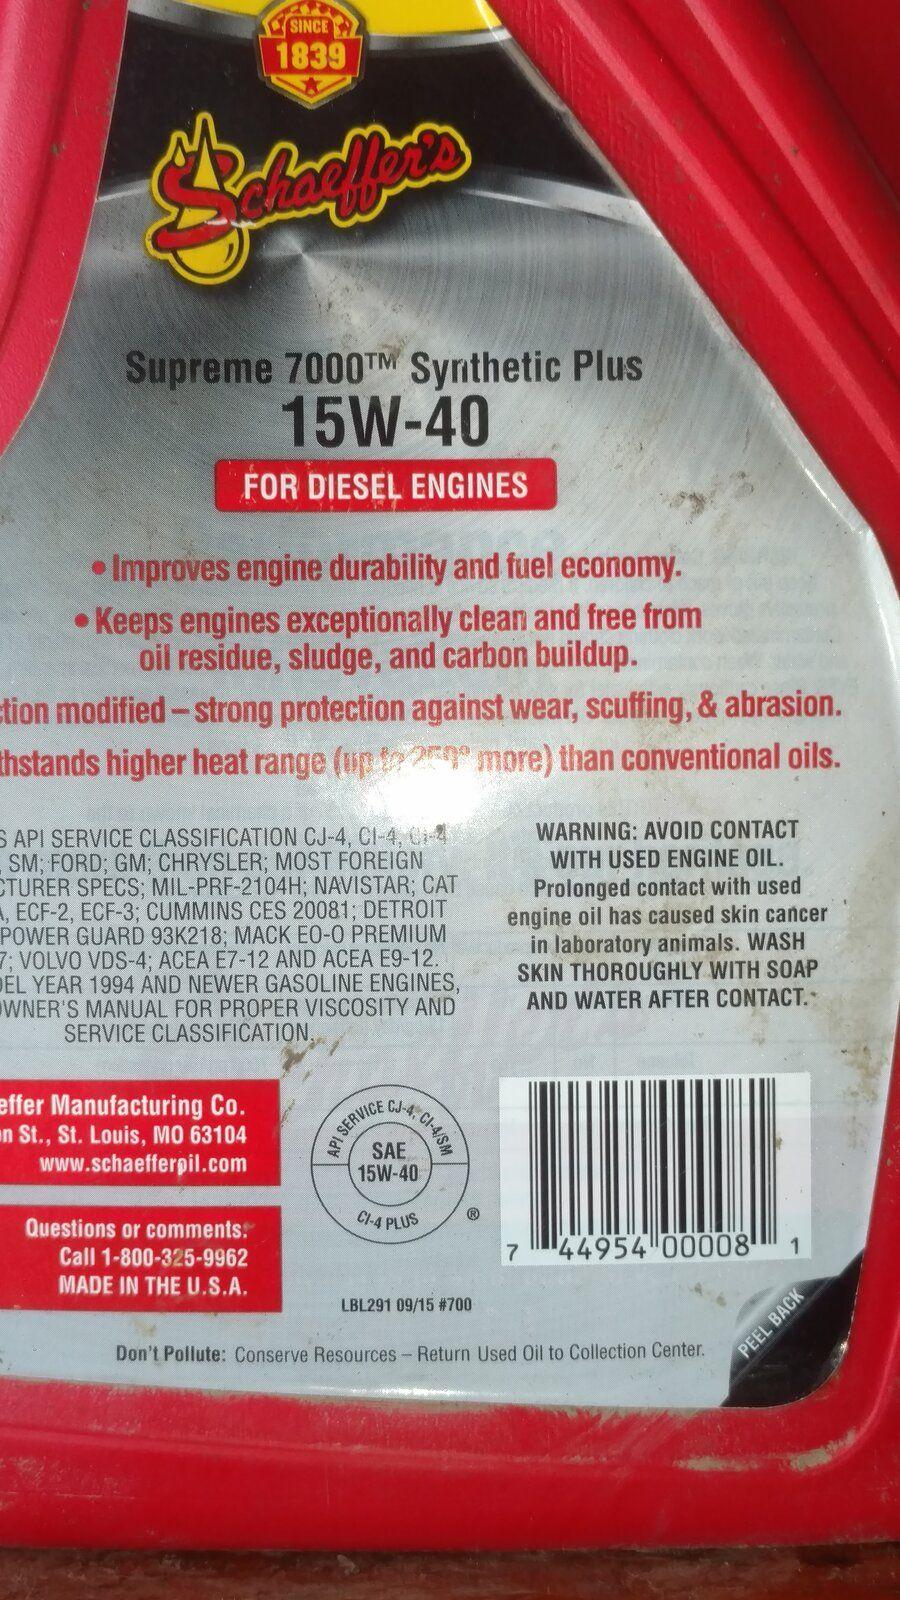 SINCE
1839
Schaeffer's
Supreme 7000™ Synthetic Plus
15W-40
FOR DIESEL ENGINES
• Improves engine durability and fuel economy.
• Keeps engines exceptionally clean and free from
oil residue, sludge, and carbon buildup.
ction modified – strong protection against wear, scuffing, & abrasion.
thstands higher heat range (up to 250° more) than conventional oils.
S API SERVICE CLASSIFICATION CJ-4, CI-4, CI-4
, SM; FORD; GM; CHRYSLER; MOST FOREIGN
CTURER SPECS; MIL-PRF-2104H; NAVISTAR; CAT
, ECF-2, ECF-3; CUMMINS CES 20081; DETROIT
POWER GUARD 93K218; MACK EO-O PREMIUM
7; VOLVO VDS-4; ACEA E7-12 AND ACEA E9-12.
DEL YEAR 1994 AND NEWER GASOLINE ENGINES,
OWNER'S MANUAL FOR PROPER VISCOSITY AND
SERVICE CLASSIFICATION.
WARNING: AVOID CONTACT
WITH USED ENGINE OIL.
Prolonged contact with used
engine oil has caused skin cancer
in laboratory animals. WASH
SKIN THOROUGHLY WITH SOAP
AND WATER AFTER CONTACT.
effer Manufacturing Co.
on St., St. Louis, MO 63104
www.schaefferoil.com
Questions or comments:
Call 1-800-325-9962
MADE IN THE U.S.A.
API SERVICE CJ-4, CI-4/SM
SAE
15W-40
CI-4 PLUS
®
7 44954 00008 1
LBL291 09/15 #700
PEEL BACK
Don't Pollute: Conserve Resources – Return Used Oil to Collection Center.